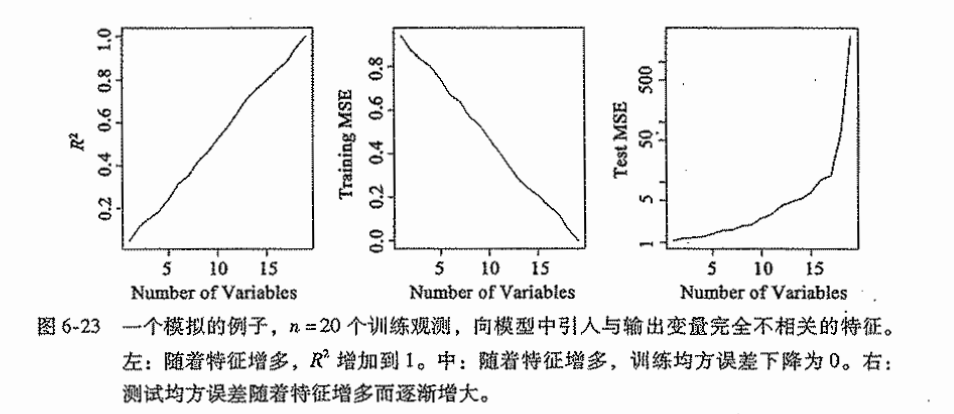 R²
0.2 0.4 0.6 0.8 1.0
5 10 15
Number of Variables
Training MSE
0.0 0.2 0.4 0.6 0.8
5 10 15
Number of Variables
Test MSE
1 5 50 500
5 10 15
Number of Variables
图 6-23 一个模拟的例子，n=20 个训练观测，向模型中引入与输出变量完全不相关的特征。
左：随着特征增多，R² 增加到 1。中：随着特征增多，训练均方误差下降为 0。右：
测试均方误差随着特征增多而逐渐增大。